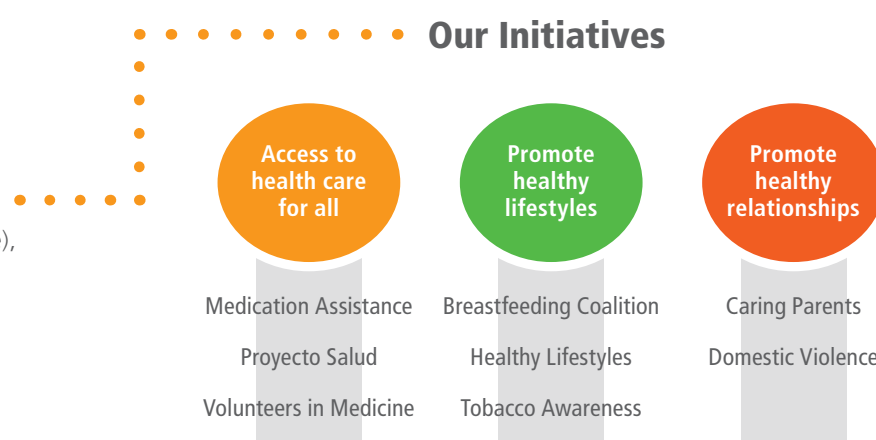 Our Initiatives
Access to
health care
for all
Promote
healthy
lifestyles
Promote
healthy
relationships
),
Medication Assistance
Breastfeeding Coalition
Caring Parents
Proyecto Salud
Healthy Lifestyles
Domestic Violence
Volunteers in Medicine
Tobacco Awareness